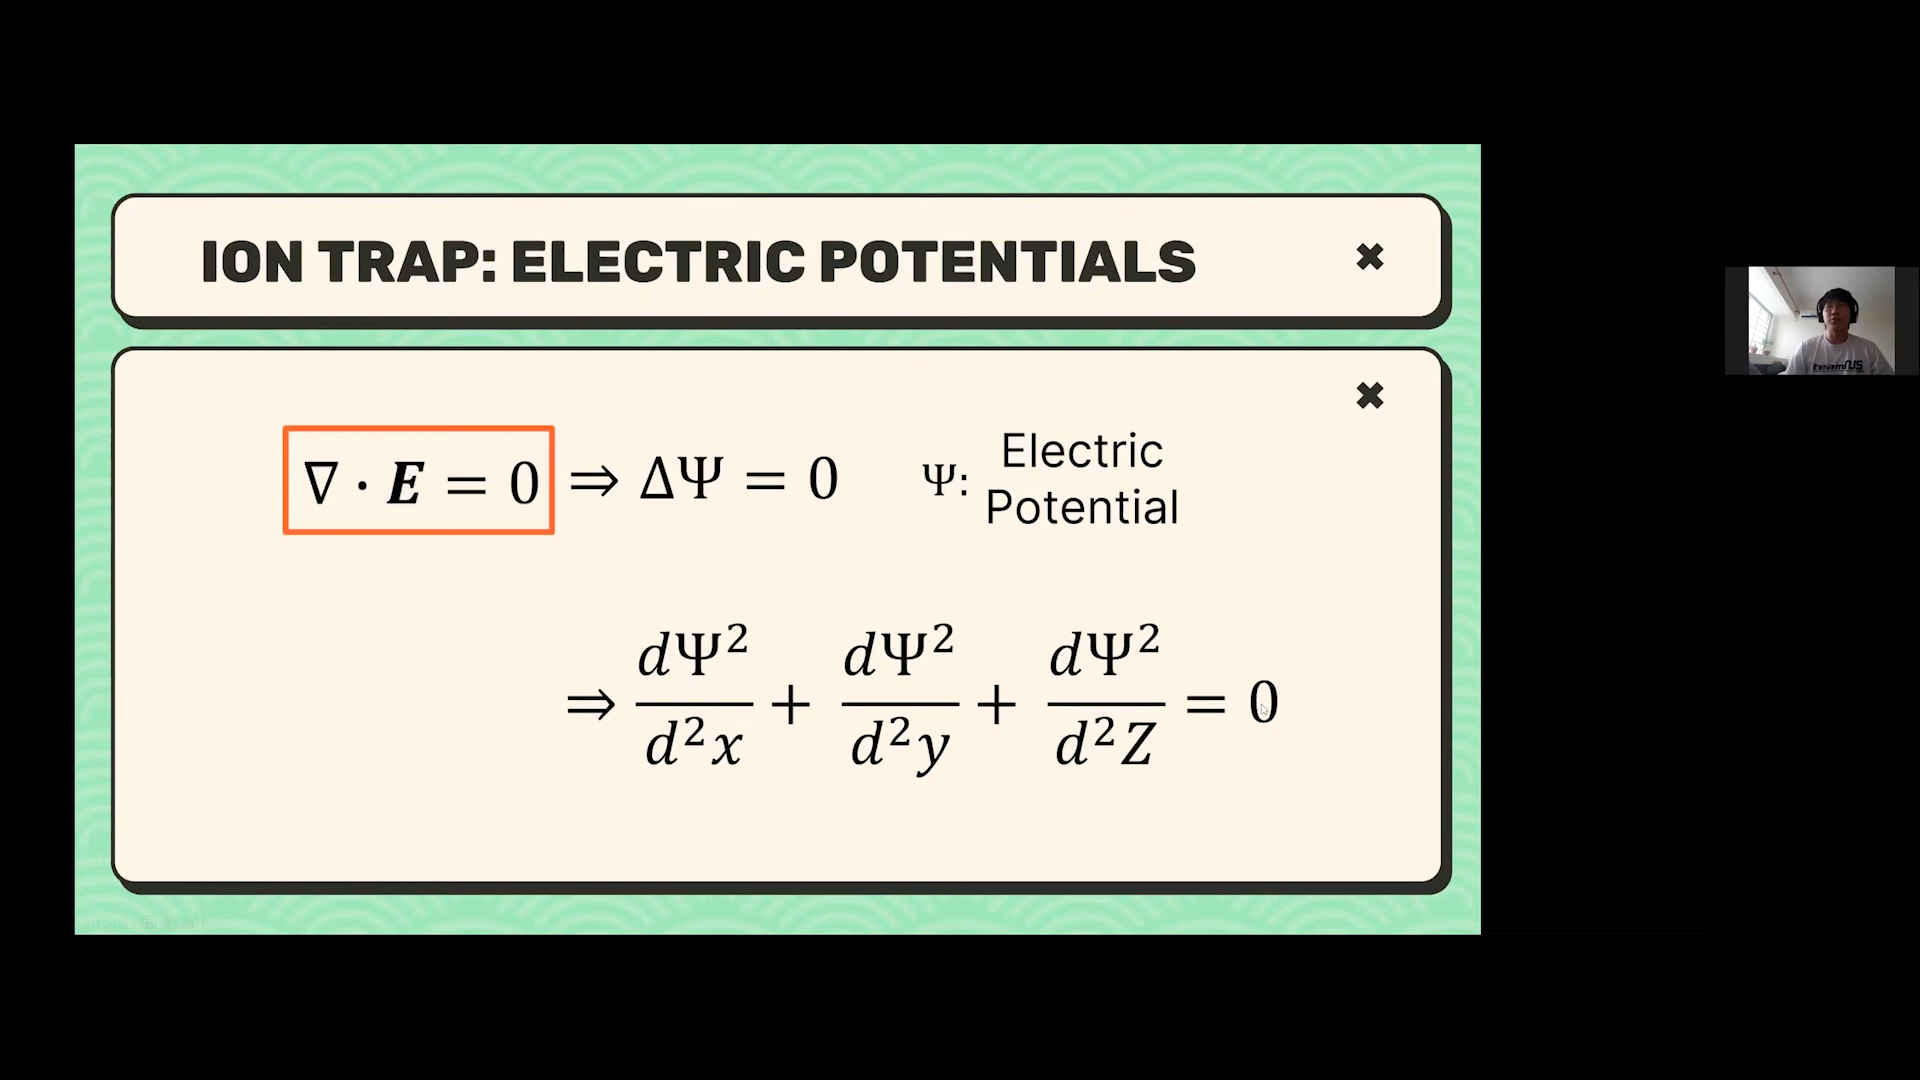 ION TRAP: ELECTRIC POTENTIALS
∇ · E = 0 ⇒ ΔΨ = 0
Ψ: Electric
Potential
⇒ dΨ²/d²x + dΨ²/d²y + dΨ²/d²Z = 0